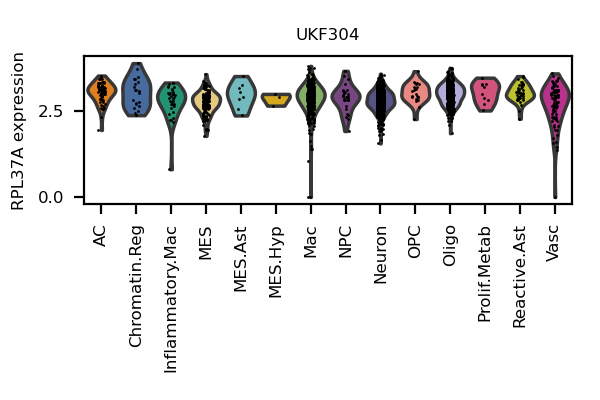 UKF304
RPL37A expression
2.5
0.0
AC
Chromatin.Reg
Inflammatory.Mac
MES
MES.Ast
MES.Hyp
Mac
NPC
Neuron
OPC
Oligo
Prolif.Metab
Reactive.Ast
Vasc